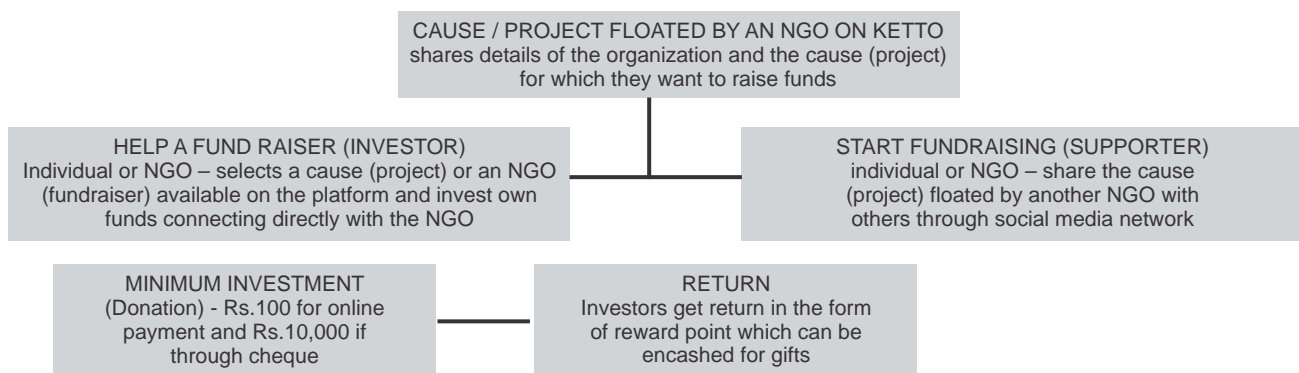 CAUSE / PROJECT FLOATED BY AN NGO ON KETTO
shares details of the organization and the cause (project)
for which they want to raise funds
HELP A FUND RAISER (INVESTOR)
Individual or NGO – selects a cause (project) or an NGO
(fundraiser) available on the platform and invest own
funds connecting directly with the NGO
START FUNDRAISING (SUPPORTER)
individual or NGO – share the cause
(project) floated by another NGO with
others through social media network
MINIMUM INVESTMENT
(Donation) - Rs.100 for online
payment and Rs.10,000 if
through cheque
RETURN
Investors get return in the form
of reward point which can be
encashed for gifts